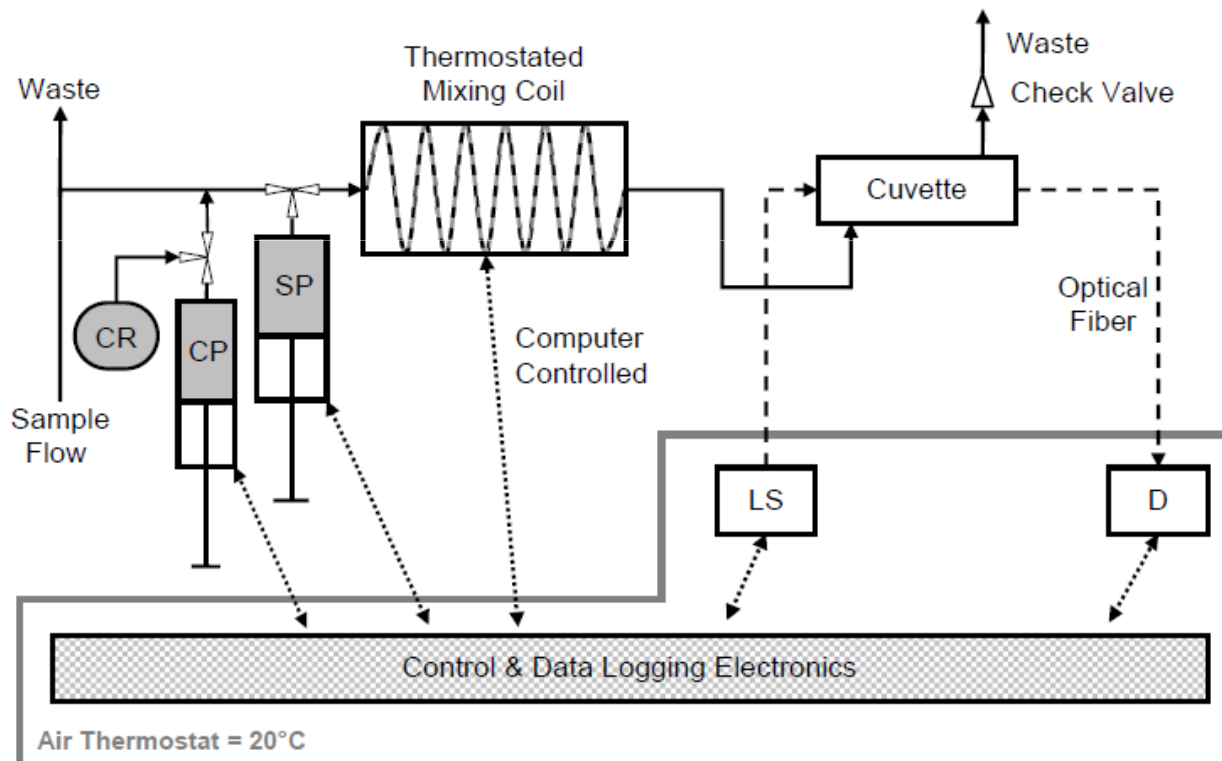 Waste
Thermostated
Mixing Coil
Waste
Check Valve
Cuvette
SP
CR
CP
Computer
Controlled
Optical
Fiber
Sample
Flow
LS
D
Control & Data Logging Electronics
Air Thermostat = 20°C